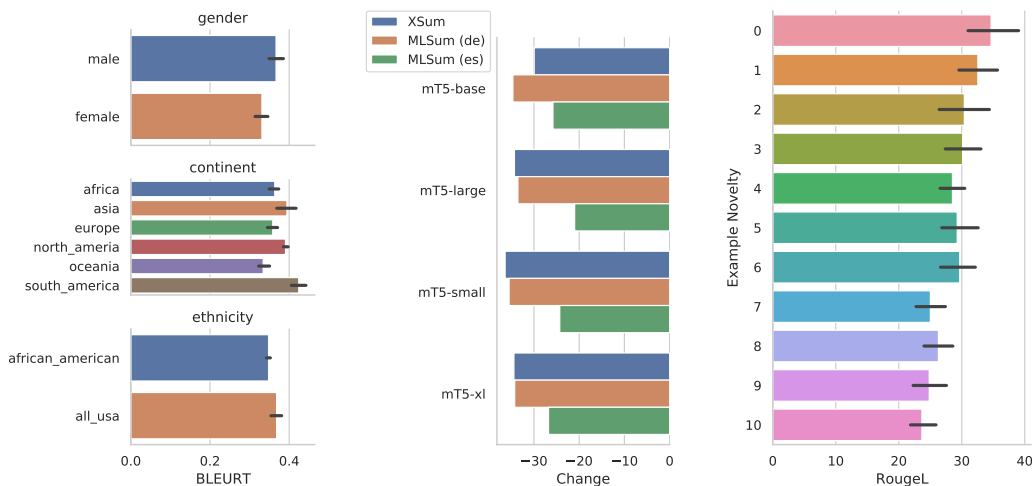 gender
male
female
continent
africa
asia
europe
north_ameria
oceania
south_america
ethnicity
african_american
all_usa
0.0 0.2 0.4
BLEURT
XSum
MLSum (de)
MLSum (es)
mT5-base
mT5-large
mT5-small
mT5-xl
−30 −20 −10 0
Change
Example Novelty
0
1
2
3
4
5
6
7
8
9
10
0 10 20 30 40
RougeL